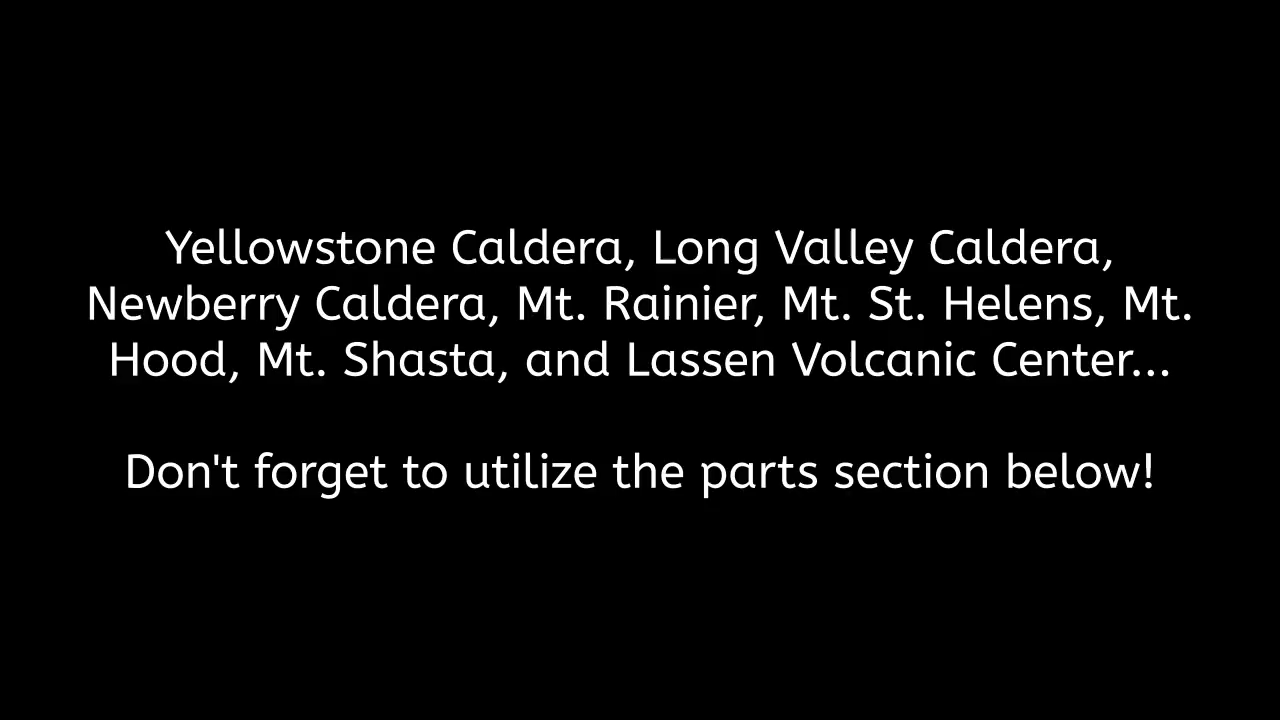 Yellowstone Caldera, Long Valley Caldera,
Newberry Caldera, Mt. Rainier, Mt. St. Helens, Mt.
Hood, Mt. Shasta, and Lassen Volcanic Center...
Don't forget to utilize the parts section below!